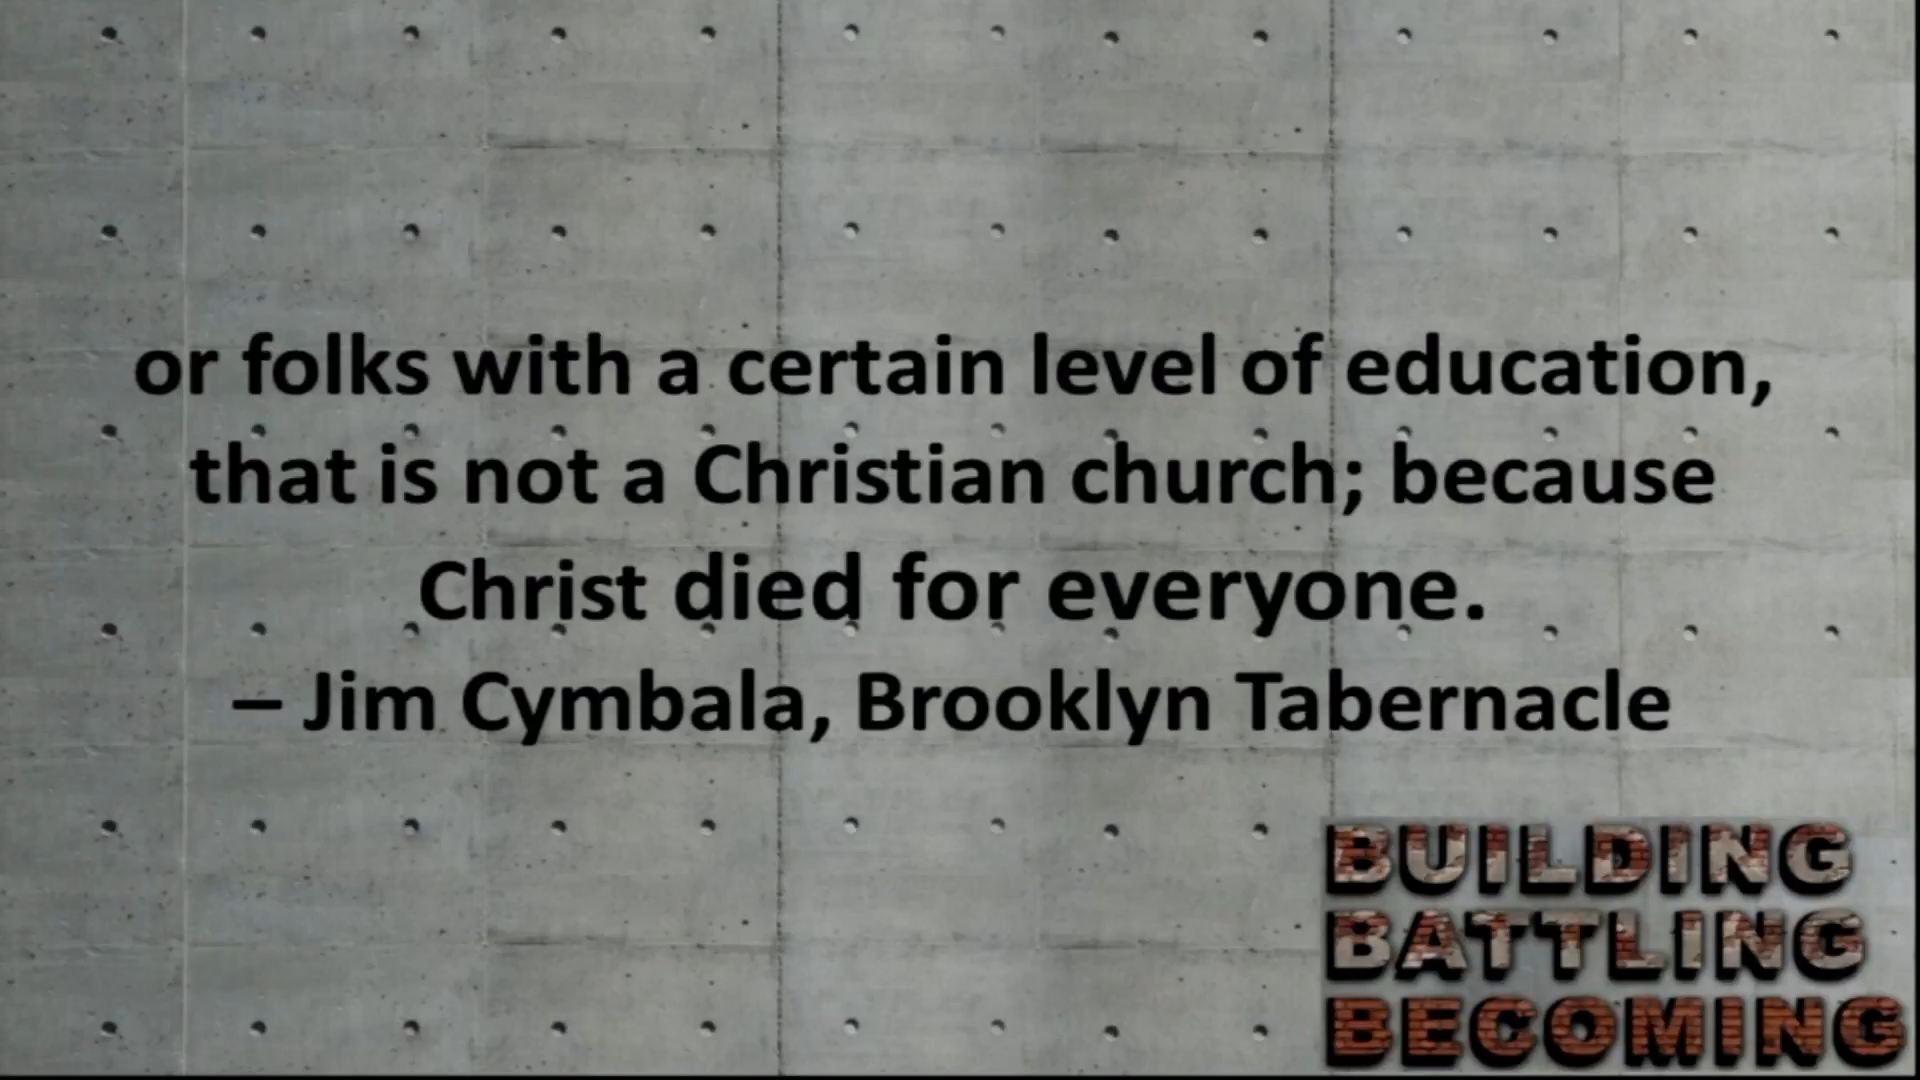 or folks with a certain level of education,
that is not a Christian church; because
Christ died for everyone.
– Jim Cymbala, Brooklyn Tabernacle
BUILDING
BATTLING
BECOMING